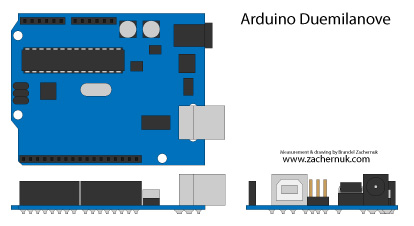 Arduino Duemilanove
Measurement & drawing by Brandel Zachernuk
www.zachernuk.com